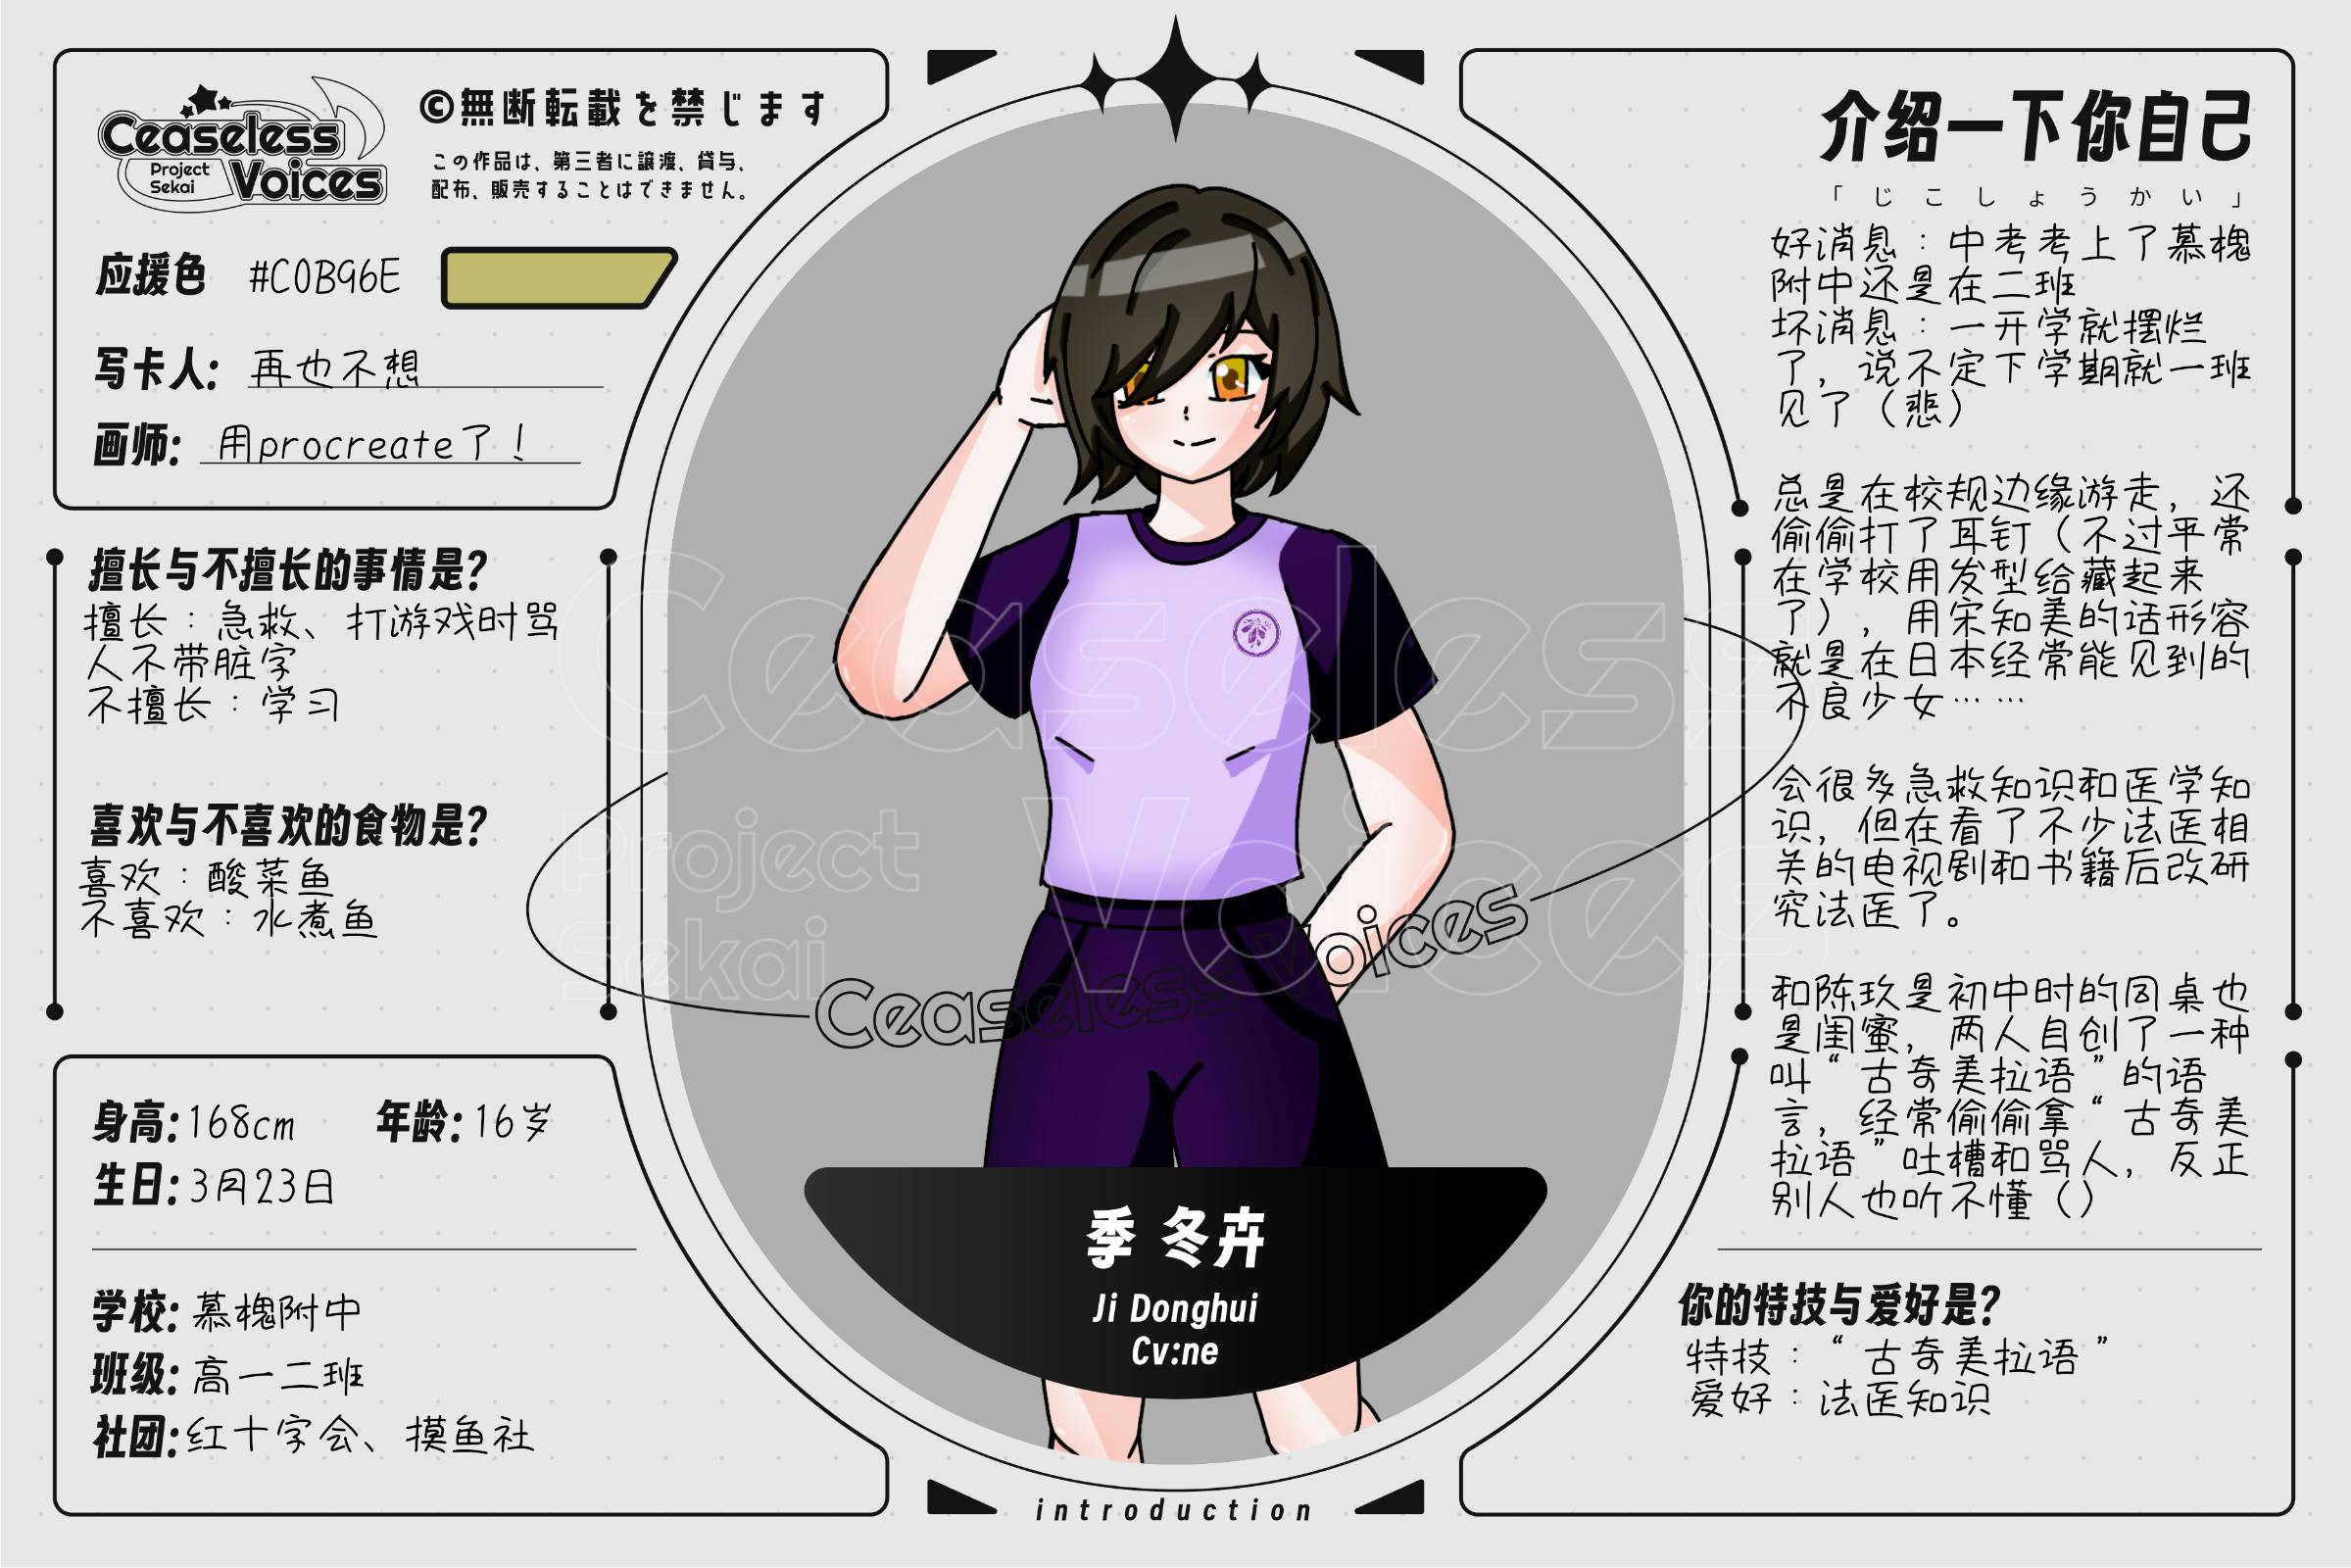 Ceaseless
Project
Sekai
Voices
©無断転載を禁じます
この作品は、第三者に譲渡、貸与、
配布、販売することはできません。
应援色 #C0B96E
写卡人: 再也不想
画师: 用procreate了！
擅长与不擅长的事情是?
擅长：急救、打游戏时骂
人不带脏字
不擅长：学习
喜欢与不喜欢的食物是?
喜欢：酸菜鱼
不喜欢：水煮鱼
身高: 168cm 年龄: 16岁
生日: 3月23日
学校: 慕槐附中
班级: 高一二班
社团: 红十字会、摸鱼社
Ceaseless
Project
Sekai
Voices
Ceaseless Voices
季 冬卉
Ji Donghui
Cv:ne
introduction
介绍一下你自己
「じこしょうかい」
好消息：中考考上了慕槐
附中还是在二班
坏消息：一开学就摆烂
了，说不定下学期就一班
见了（悲）
总是在校规边缘游走，还
偷偷打了耳钉（不过平常
在学校用发型给藏起来
了），用宋知美的话形容
就是在日本经常能见到的
不良少女……
会很多急救知识和医学知
识，但在看了不少法医相
关的电视剧和书籍后改研
究法医了。
和陈玖是初中时的同桌也
是闺蜜，两人自创了一种
叫“古奇美拉语”的语
言，经常偷偷拿“古奇美
拉语”吐槽和骂人，反正
别人也听不懂（）
你的特技与爱好是?
特技：“古奇美拉语”
爱好：法医知识